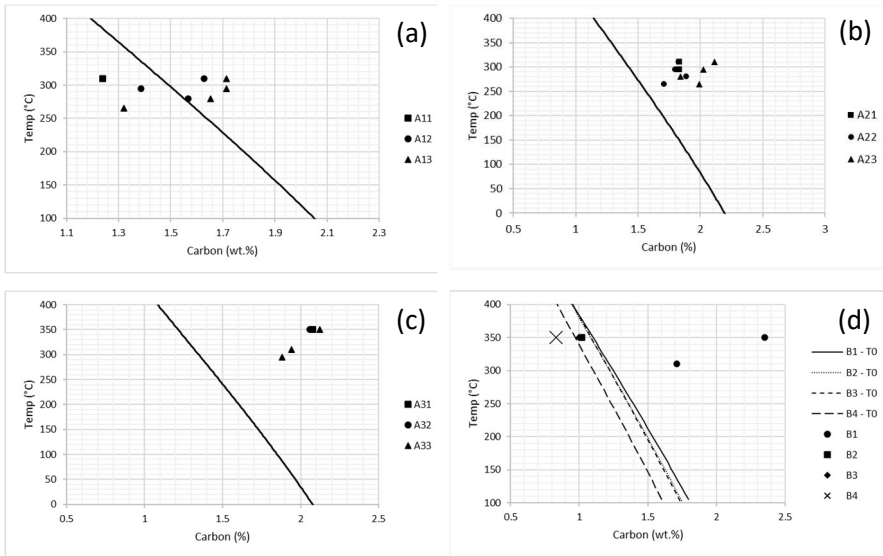 (a)
400
350
300
250
200
150
100
1.1
1.3
1.5
1.7
1.9
2.1
2.3
Temp (°C)
Carbon (wt.%)
A11
A12
A13
(b)
400
350
300
250
200
150
100
50
0
0.5
1
1.5
2
2.5
3
Temp (°C)
Carbon (%)
A21
A22
A23
(c)
400
350
300
250
200
150
100
50
0
0.5
1
1.5
2
2.5
Temp (°C)
Carbon (%)
A31
A32
A33
(d)
400
350
300
250
200
150
100
0.5
1
1.5
2
2.5
Temp (°C)
Carbon (wt.%)
B1 - T0
B2 - T0
B3 - T0
B4 - T0
B1
B2
B3
B4